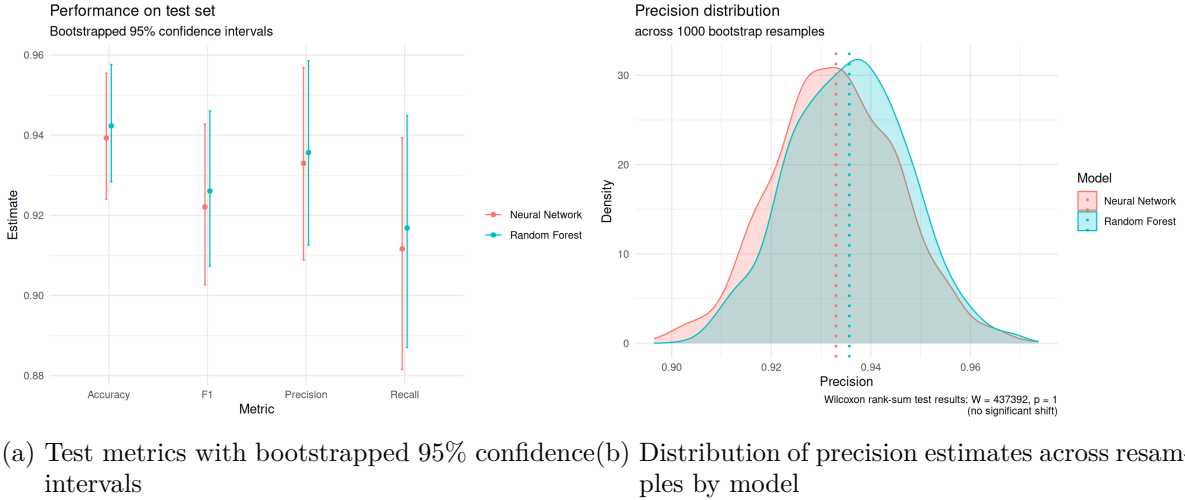 Performance on test set
Bootstrapped 95% confidence intervals
0.96
0.94
0.92
0.90
0.88
Estimate
Accuracy
F1
Precision
Recall
Metric
Neural Network
Random Forest
Precision distribution
across 1000 bootstrap resamples
30
20
10
0
Density
0.90
0.92
0.94
0.96
Precision
Wilcoxon rank-sum test results: W = 437392, p = 1
(no significant shift)
Model
Neural Network
Random Forest
(a) Test metrics with bootstrapped 95% confidence
intervals
(b) Distribution of precision estimates across resam-
ples by model